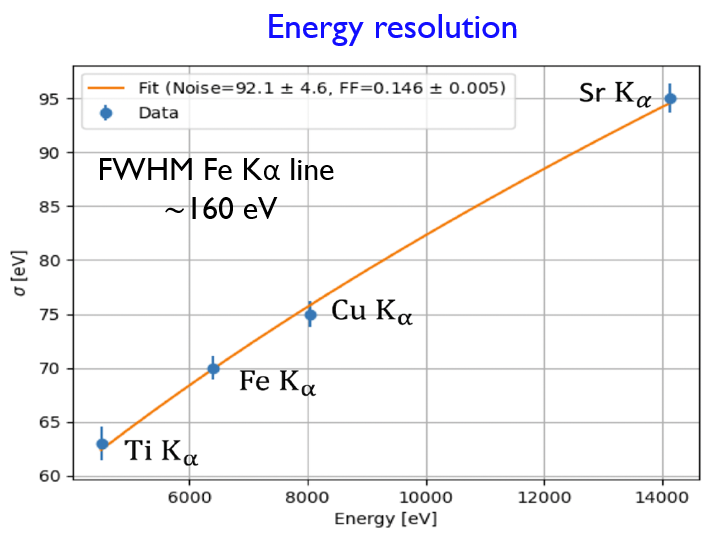 Energy resolution
Fit (Noise=92.1 ± 4.6, FF=0.146 ± 0.005)
Data
Sr Kα
FWHM Fe Kα line
~160 eV
Cu Kα
Fe Kα
Ti Kα
95
90
85
80
75
70
65
60
σ [eV]
6000 8000 10000 12000 14000
Energy [eV]